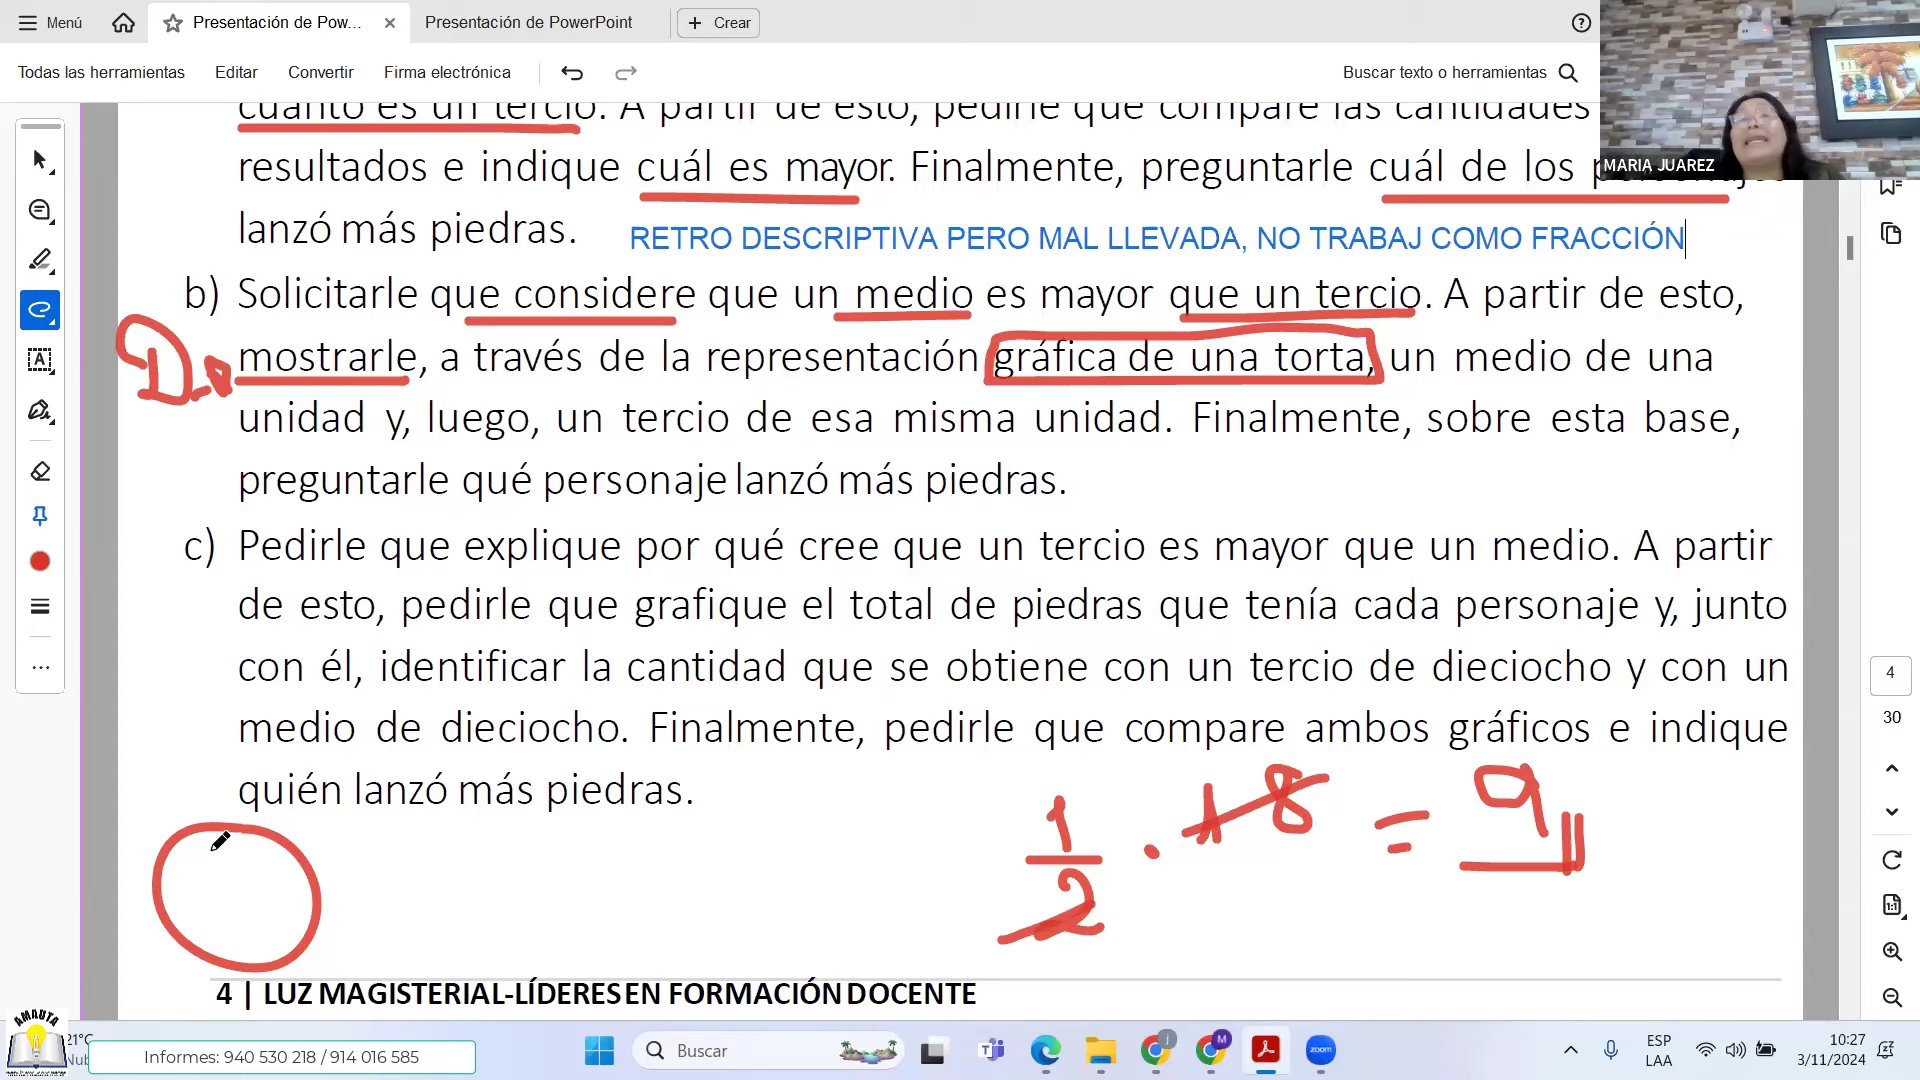 Menú
Presentación de Pow...
Presentación de PowerPoint
Crear
Todas las herramientas
Editar
Convertir
Firma electrónica
Buscar texto o herramientas
MARIA JUAREZ
cuánto es un tercio. A partir de esto, pedirle que compare las cantidades
resultados e indique cuál es mayor. Finalmente, preguntarle cuál de los
lanzó más piedras.
RETRO DESCRIPTIVA PERO MAL LLEVADA, NO TRABAJ COMO FRACCIÓN
b) Solicitarle que considere que un medio es mayor que un tercio. A partir de esto,
D
mostrarle, a través de la representación gráfica de una torta, un medio de una
unidad y, luego, un tercio de esa misma unidad. Finalmente, sobre esta base,
preguntarle qué personaje lanzó más piedras.
c) Pedirle que explique por qué cree que un tercio es mayor que un medio. A partir
de esto, pedirle que grafique el total de piedras que tenía cada personaje y, junto
con él, identificar la cantidad que se obtiene con un tercio de dieciocho y con un
medio de dieciocho. Finalmente, pedirle que compare ambos gráficos e indique
quién lanzó más piedras.
1/2 . 18 = 9
4 | LUZ MAGISTERIAL-LÍDERES EN FORMACIÓN DOCENTE
4
30
AMAUTA
21°C
Informes: 940 530 218 / 914 016 585
Buscar
zoom
ESP
LAA
10:27
3/11/2024